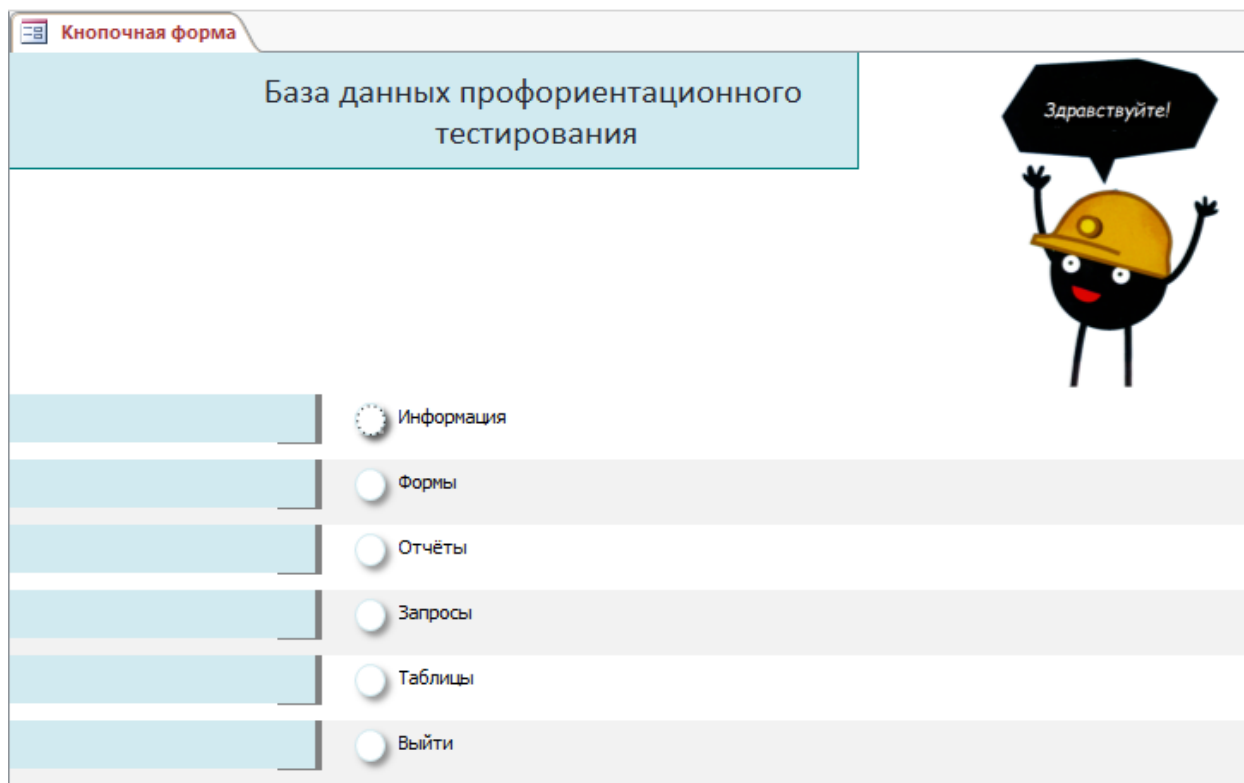 Кнопочная форма
База данных профориентационного
тестирования
Здравствуйте!
Информация
Формы
Отчёты
Запросы
Таблицы
Выйти